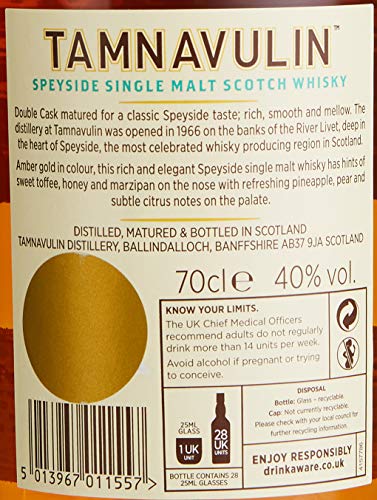 TAMNAVULIN™
SPEYSIDE SINGLE MALT SCOTCH WHISKY
Double Cask matured for a classic Speyside taste; rich, smooth and mellow. The
distillery at Tamnavulin was opened in 1966 on the banks of the River Livet, deep in
the heart of Speyside, the most celebrated whisky producing region in Scotland.
Amber gold in colour, this rich and elegant Speyside single malt whisky has hints of
sweet toffee, honey and marzipan on the nose with refreshing pineapple, pear and
subtle citrus notes on the palate.
DISTILLED, MATURED & BOTTLED IN SCOTLAND
TAMNAVULIN DISTILLERY, BALLINDALLOCH, BANFFSHIRE AB37 9JA SCOTLAND
70cl e 40% vol.
KNOW YOUR LIMITS.
The UK Chief Medical Officers
recommend adults do not regularly
drink more than 14 units per week.
Avoid alcohol if pregnant or trying
to conceive.
25ML
GLASS
1 UK
UNIT
28
UK
UNITS
BOTTLE CONTAINS 28
25ML GLASSES
DISPOSAL
Bottle: Glass – recyclable.
Cap: Not currently recyclable.
Please check with your local council for
further information on recycling.
ENJOY RESPONSIBLY
drinkaware.co.uk
4157796
5 013967 011557 >